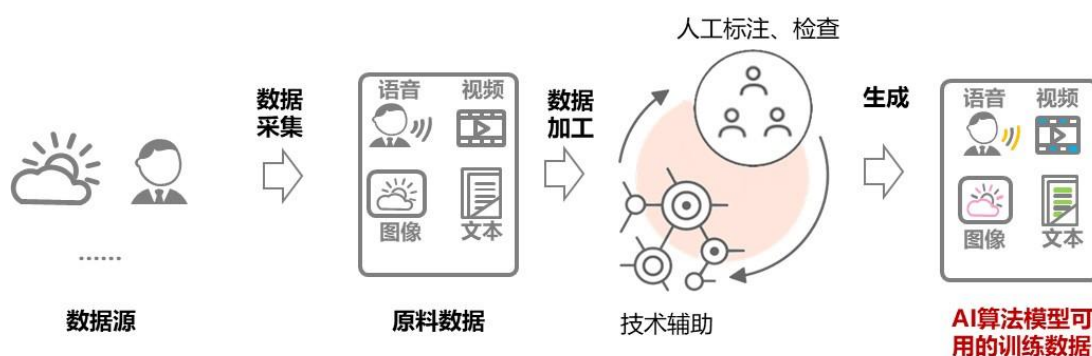 人工标注、检查
数据
采集
语音 视频
图像 文本
数据
加工
生成
语音 视频
图像 文本
......
数据源
原料数据
技术辅助
AI算法模型可
用的训练数据